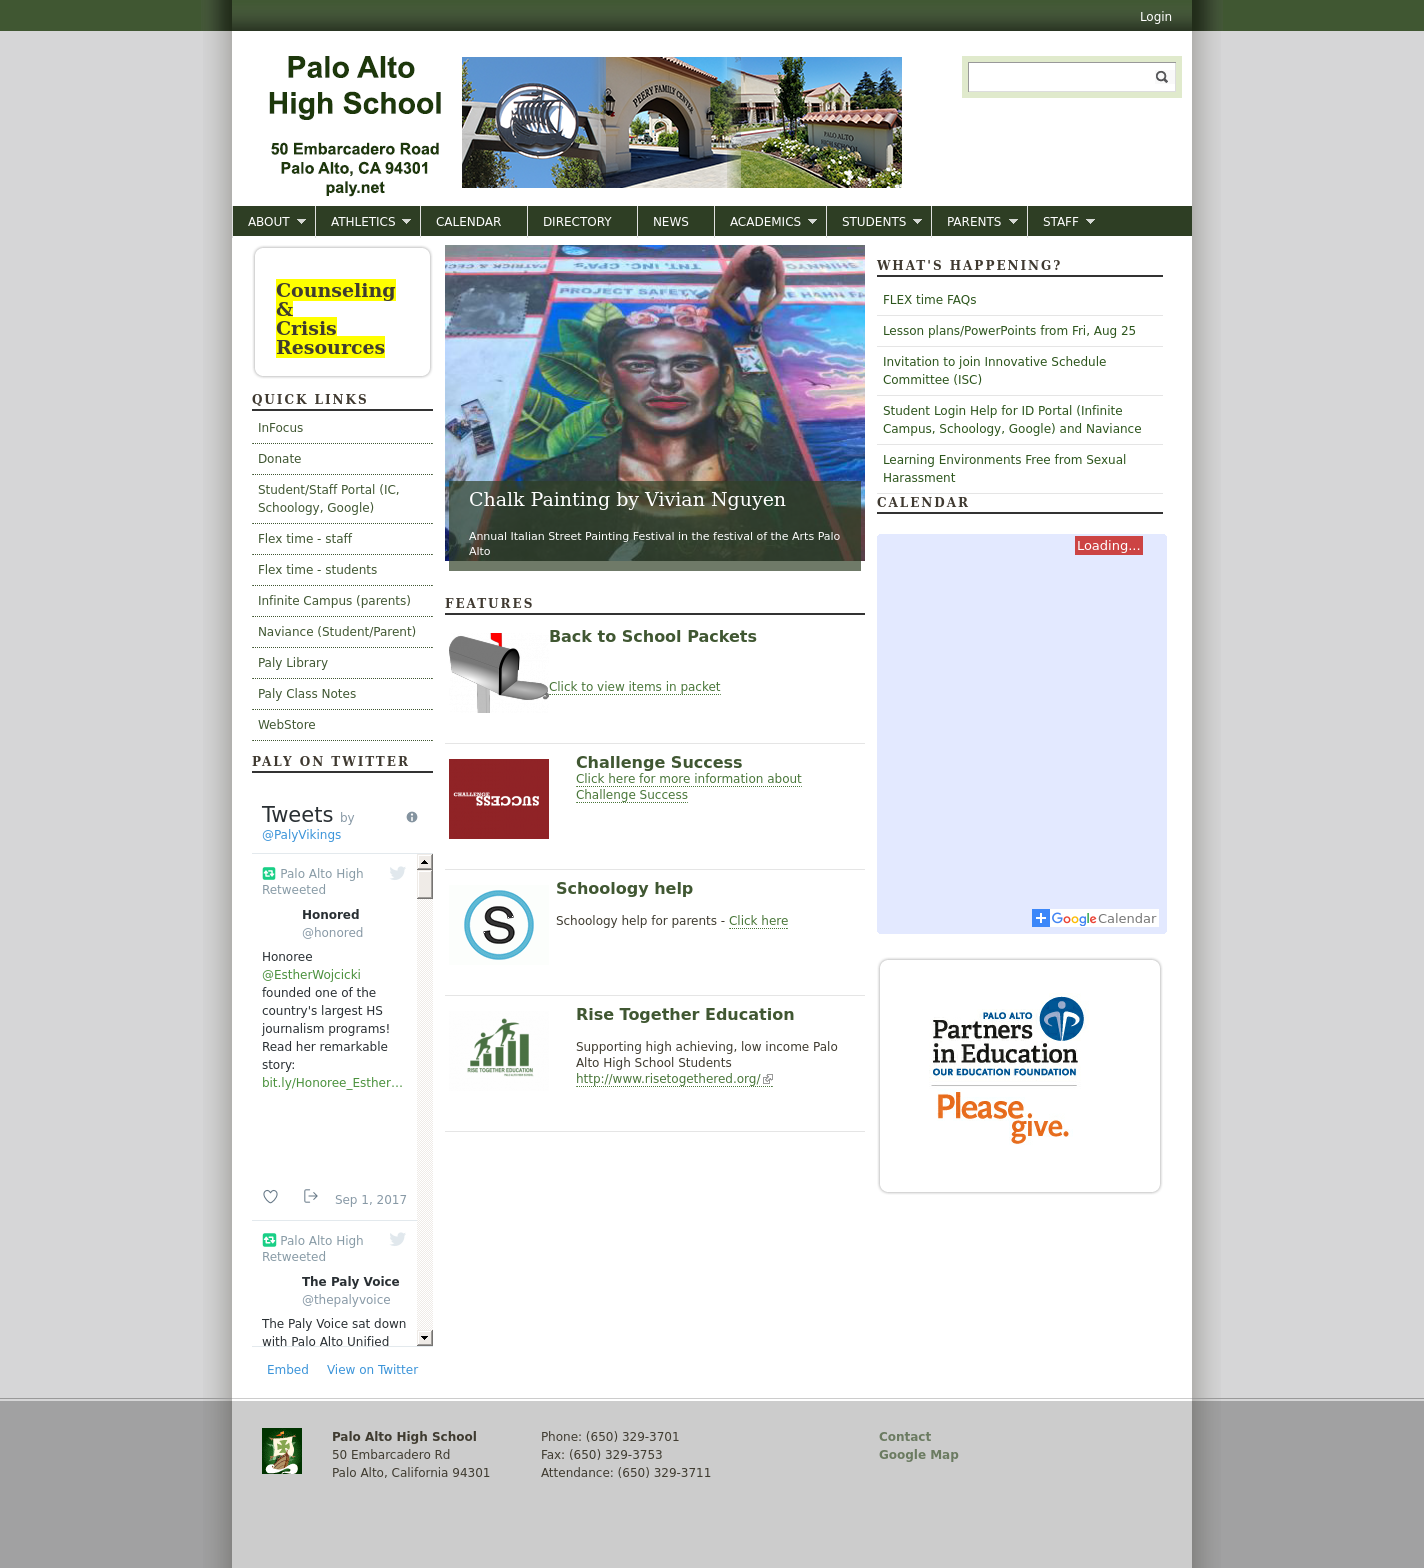 Login
Palo Alto
High School
50 Embarcadero Road
Palo Alto, CA 94301
paly.net
PEERY FAMILY CENTER
PALO ALTO
HIGH SCHOOL
ABOUT ATHLETICS CALENDAR DIRECTORY NEWS ACADEMICS STUDENTS PARENTS STAFF
Counseling
&
Crisis
Resources
QUICK LINKS
InFocus
Donate
Student/Staff Portal (IC,
Schoology, Google)
Flex time - staff
Flex time - students
Infinite Campus (parents)
Naviance (Student/Parent)
Paly Library
Paly Class Notes
WebStore
PALY ON TWITTER
Tweets by
@PalyVikings
Palo Alto High
Retweeted
Honored
@honored
Honoree
@EstherWojcicki
founded one of the
country's largest HS
journalism programs!
Read her remarkable
story:
bit.ly/Honoree_Esther…
Sep 1, 2017
Palo Alto High
Retweeted
The Paly Voice
@thepalyvoice
The Paly Voice sat down
with Palo Alto Unified
Embed View on Twitter
TNT, INC. CPA's
PROJECT SAFETY
Chalk Painting by Vivian Nguyen
Annual Italian Street Painting Festival in the festival of the Arts Palo
Alto
FEATURES
Back to School Packets
Click to view items in packet
CHALLENGE
SUCCESS
Challenge Success
Click here for more information about
Challenge Success
S
Schoology help
Schoology help for parents - Click here
RISE TOGETHER EDUCATION
Rise Together Education
Supporting high achieving, low income Palo
Alto High School Students
http://www.risetogethered.org/
WHAT'S HAPPENING?
FLEX time FAQs
Lesson plans/PowerPoints from Fri, Aug 25
Invitation to join Innovative Schedule
Committee (ISC)
Student Login Help for ID Portal (Infinite
Campus, Schoology, Google) and Naviance
Learning Environments Free from Sexual
Harassment
CALENDAR
Loading...
Google Calendar
PALO ALTO
Partners
in Education
OUR EDUCATION FOUNDATION
Please
give.
Palo Alto High School
50 Embarcadero Rd
Palo Alto, California 94301
Phone: (650) 329-3701
Fax: (650) 329-3753
Attendance: (650) 329-3711
Contact
Google Map